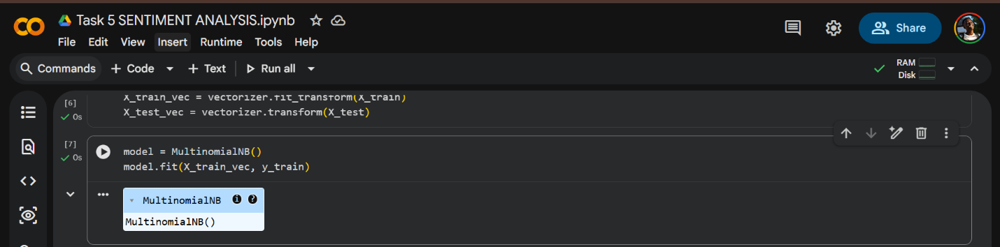 Task 5 SENTIMENT ANALYSIS.ipynb
File Edit View Insert Runtime Tools Help
Share
Commands + Code + Text Run all
RAM
Disk
[6]
0s
X_train_vec = vectorizer.fit_transform(X_train)
X_test_vec = vectorizer.transform(X_test)
[7]
0s
model = MultinomialNB()
model.fit(X_train_vec, y_train)
MultinomialNB i ?
MultinomialNB()